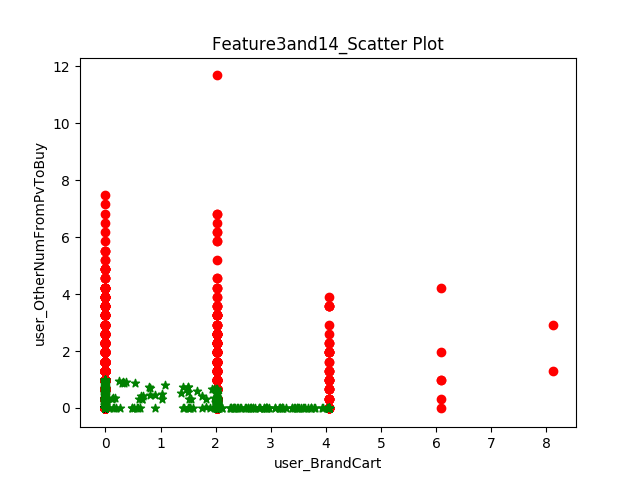 Feature3and14_Scatter Plot
user_OtherNumFromPvToBuy
12
10
8
6
4
2
0
0 1 2 3 4 5 6 7 8
user_BrandCart